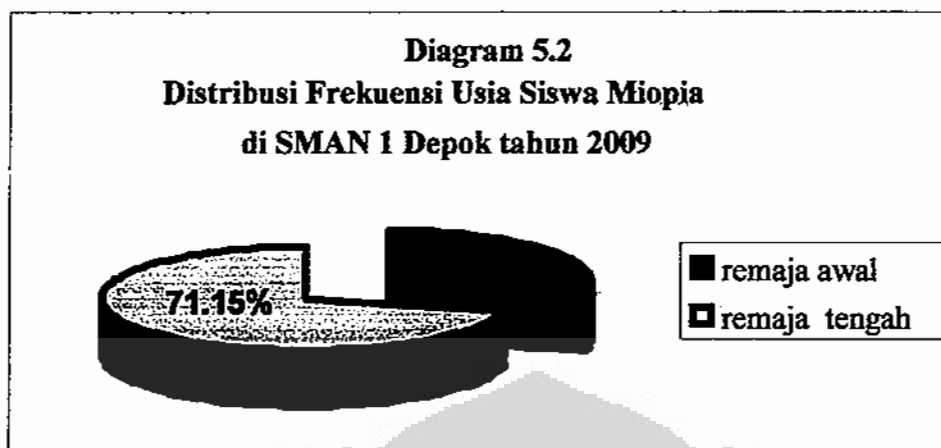 Diagram 5.2
Distribusi Frekuensi Usia Siswa Miopia
di SMAN 1 Depok tahun 2009
71.15%
remaja awal
remaja tengah